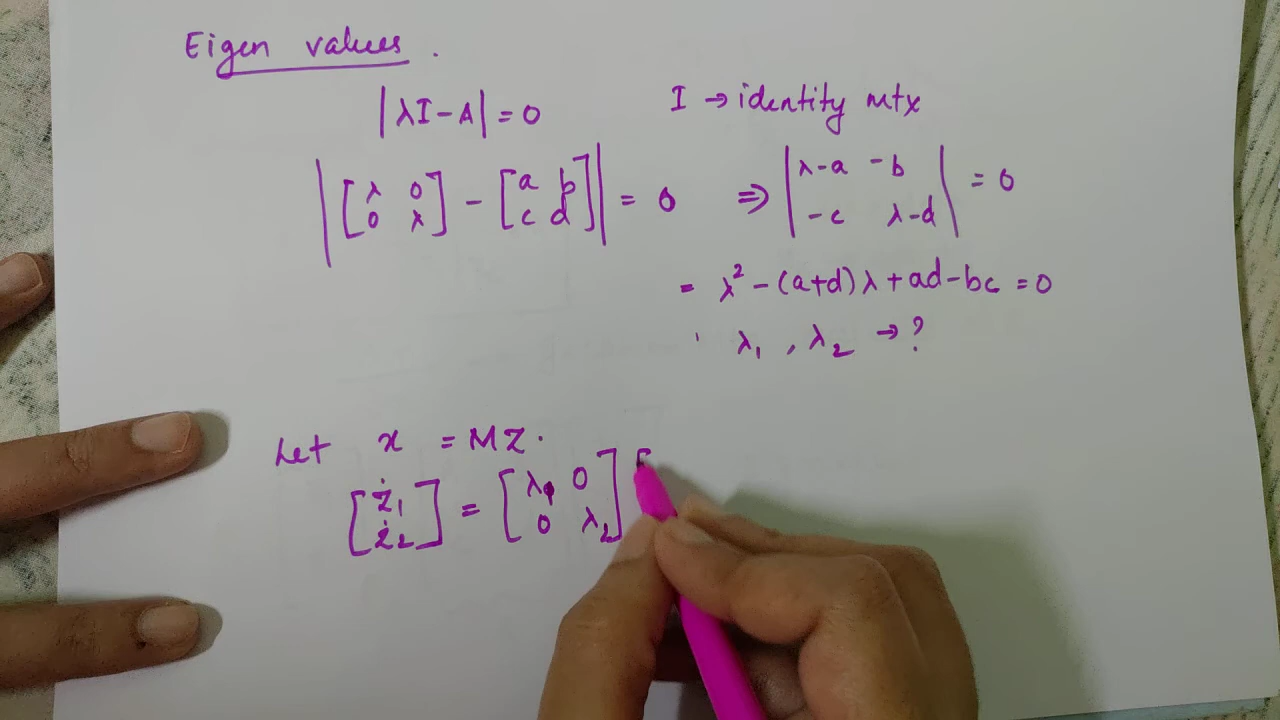 Eigen values .
|λI-A| = 0 I → identity mtx
|[λ 0 0 λ] - [a b c d]| = 0 ⇒ |λ-a -b -c λ-d| = 0
= λ² - (a+d)λ + ad - bc = 0
λ₁ , λ₂ → ?
Let x = MZ.
[ż₁ ż₂] = [λ₁ 0 0 λ₂] [